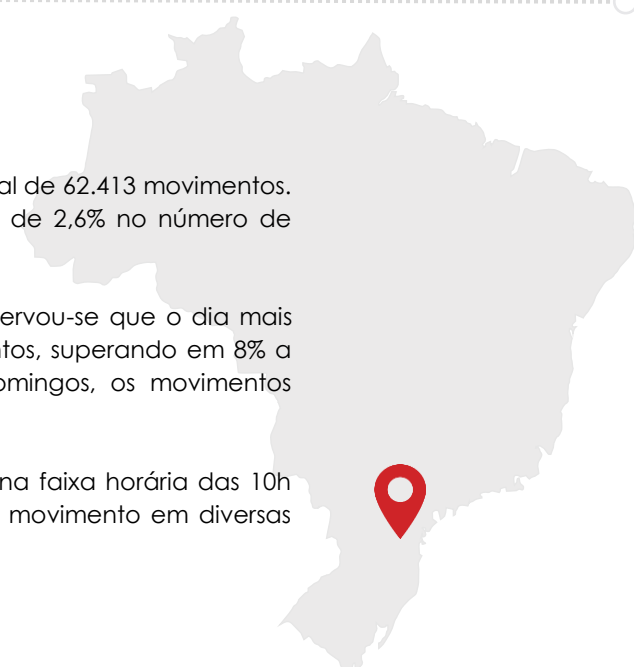 al de 62.413 movimentos.
de 2,6% no número de
ervou-se que o dia mais
ntos, superando em 8% a
omingos, os movimentos
na faixa horária das 10h
movimento em diversas